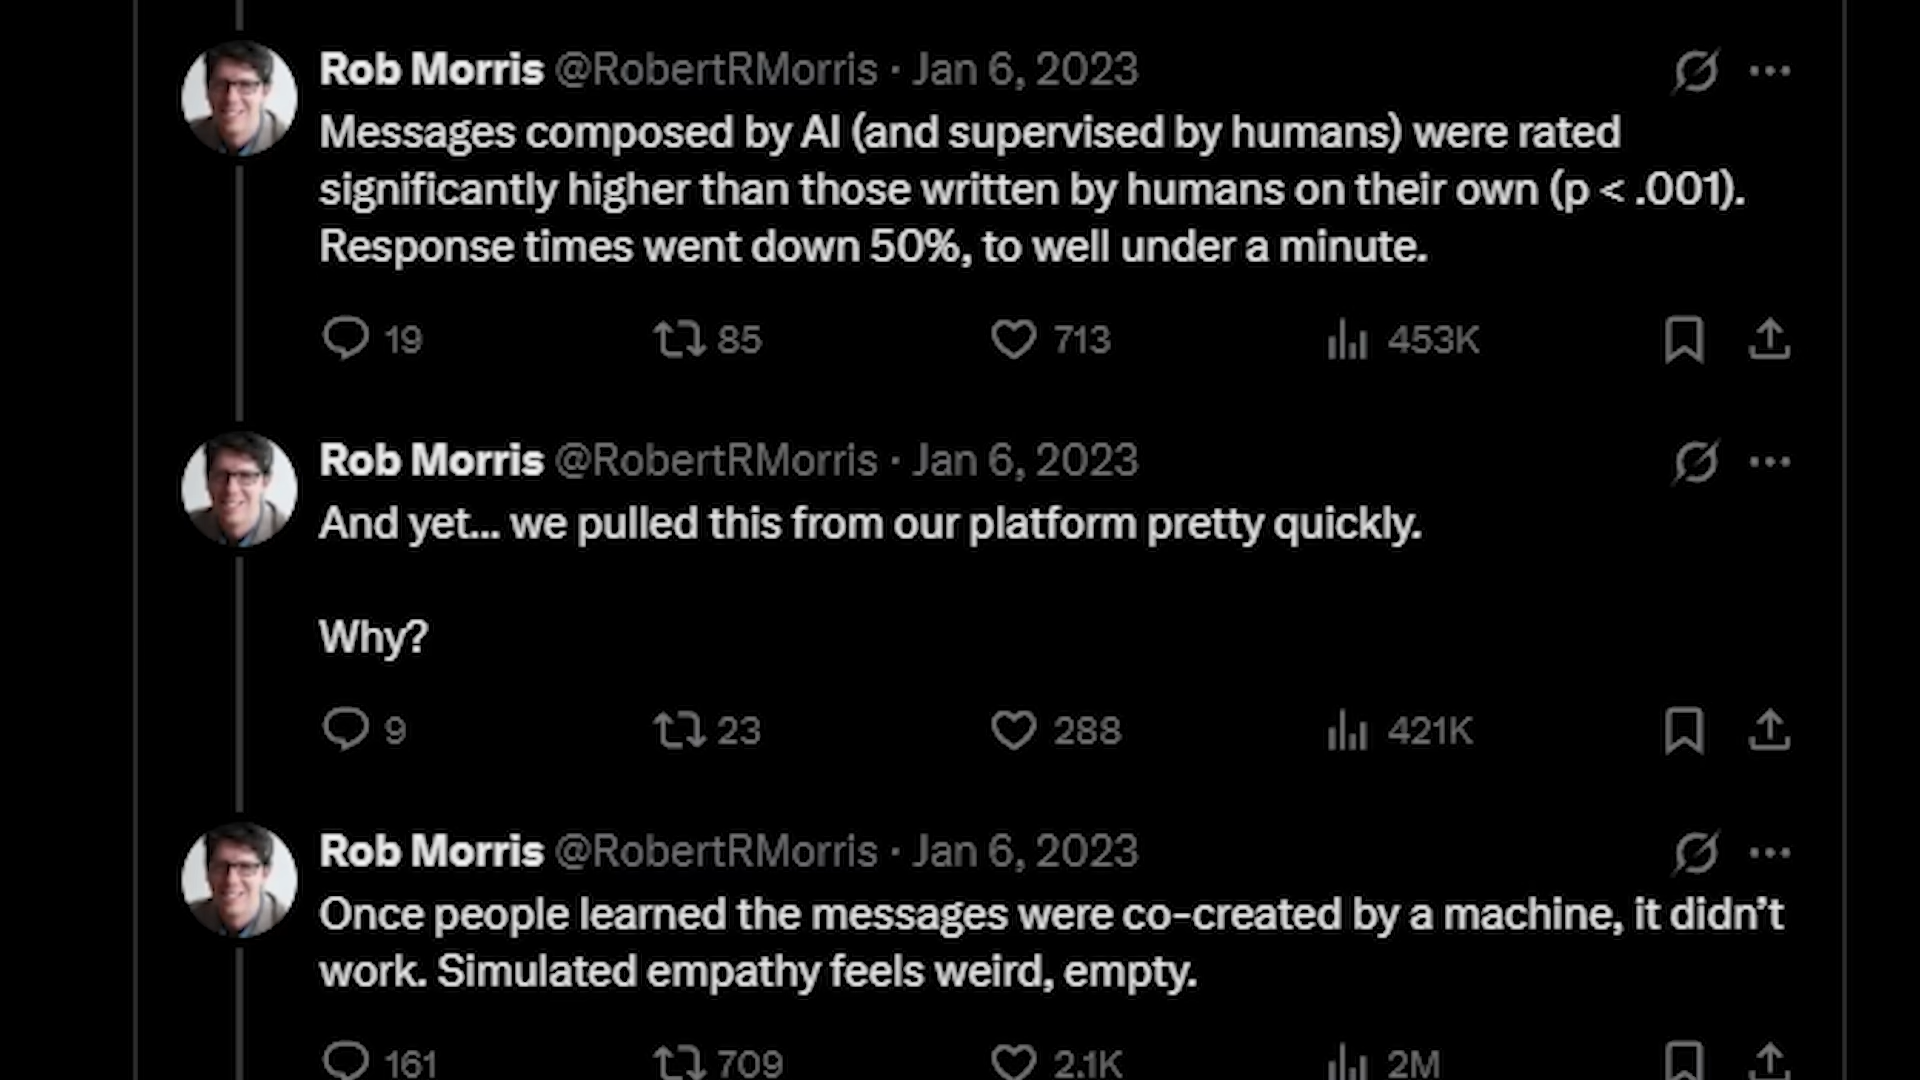 Rob Morris @RobertRMorris · Jan 6, 2023
Messages composed by AI (and supervised by humans) were rated
significantly higher than those written by humans on their own (p < .001).
Response times went down 50%, to well under a minute.
19 85 713 453K
Rob Morris @RobertRMorris · Jan 6, 2023
And yet... we pulled this from our platform pretty quickly.
Why?
9 23 288 421K
Rob Morris @RobertRMorris · Jan 6, 2023
Once people learned the messages were co-created by a machine, it didn’t
work. Simulated empathy feels weird, empty.
161 709 2.1K 2M